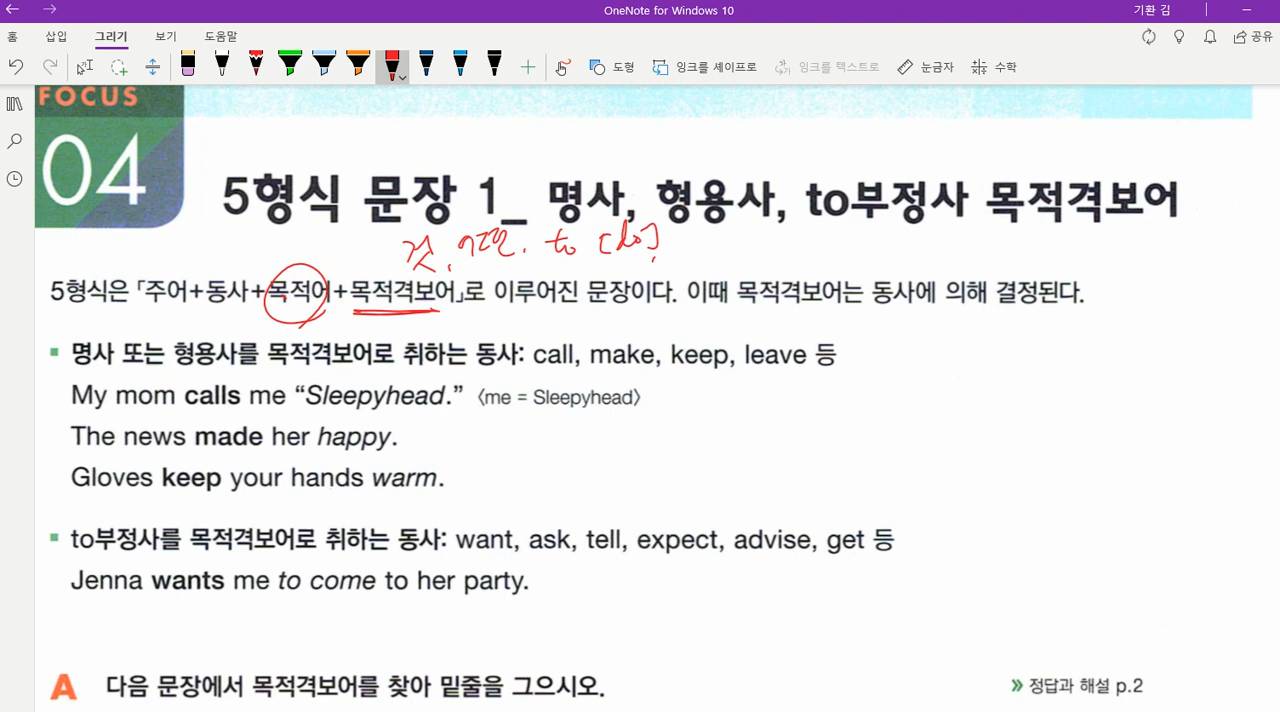 OneNote for Windows 10
기환 김
홈 삽입 그리기 보기 도움말
공유
도형 잉크를 셰이프로 잉크를 텍스트로 눈금자 수학
FOCUS
04
5형식 문장 1_ 명사, 형용사, to부정사 목적격보어
것, to [do]
5형식은 「주어+동사+목적어+목적격보어」로 이루어진 문장이다. 이때 목적격보어는 동사에 의해 결정된다.
명사 또는 형용사를 목적격보어로 취하는 동사: call, make, keep, leave 등
My mom calls me “Sleepyhead.” 〈me = Sleepyhead〉
The news made her happy.
Gloves keep your hands warm.
to부정사를 목적격보어로 취하는 동사: want, ask, tell, expect, advise, get 등
Jenna wants me to come to her party.
A 다음 문장에서 목적격보어를 찾아 밑줄을 그으시오.
정답과 해설 p.2